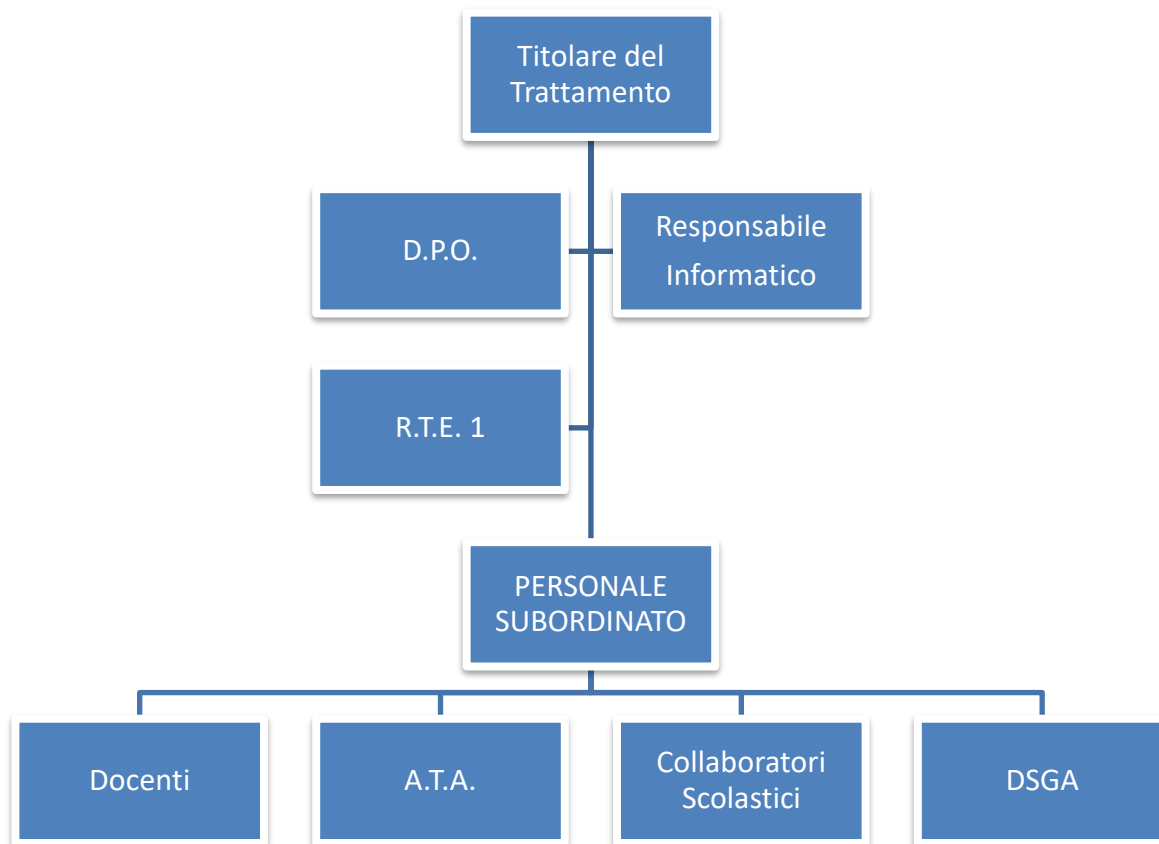 Titolare del
Trattamento
D.P.O.
Responsabile
Informatico
R.T.E. 1
PERSONALE
SUBORDINATO
Docenti
A.T.A.
Collaboratori
Scolastici
DSGA